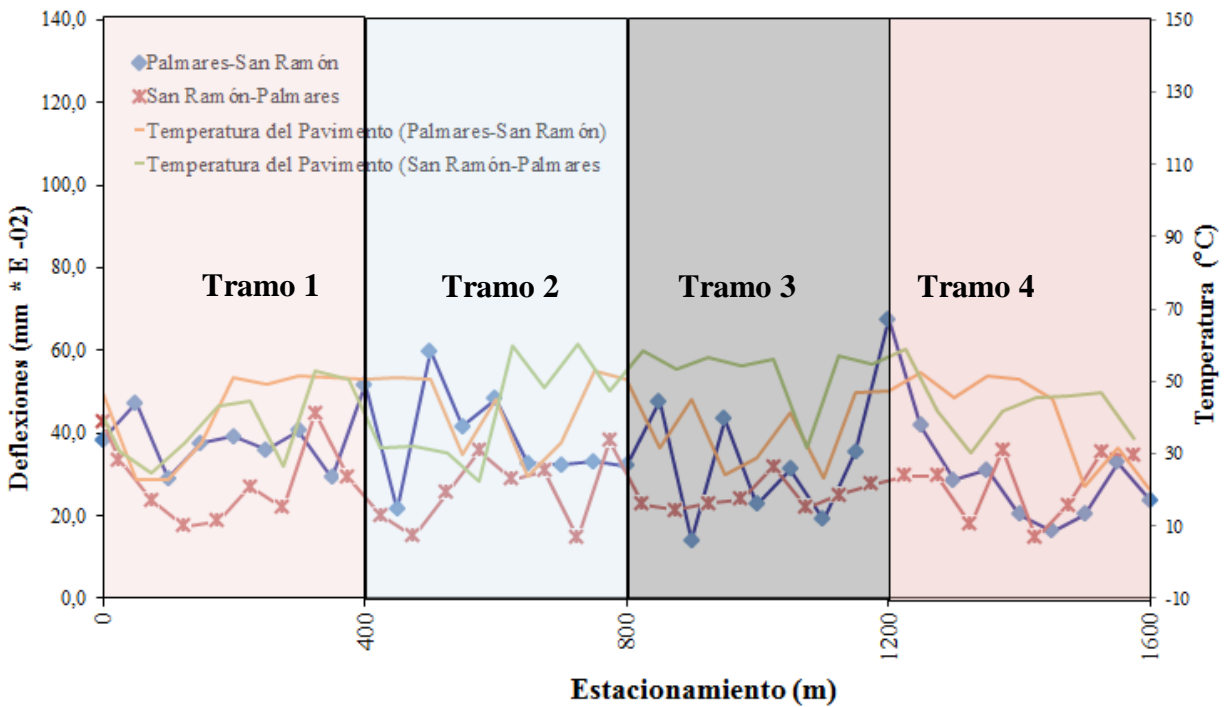 140,0
120,0
100,0
80,0
60,0
40,0
20,0
0,0
Deflexiones (mm * E -02)
Palmares-San Ramón
San Ramón-Palmares
Temperatura del Pavimento (Palmares-San Ramón)
Temperatura del Pavimento (San Ramón-Palmares
Tramo 1
Tramo 2
Tramo 3
Tramo 4
150
130
110
90
70
50
30
10
-10
Temperatura (°C)
0
400
800
1200
1600
Estacionamiento (m)